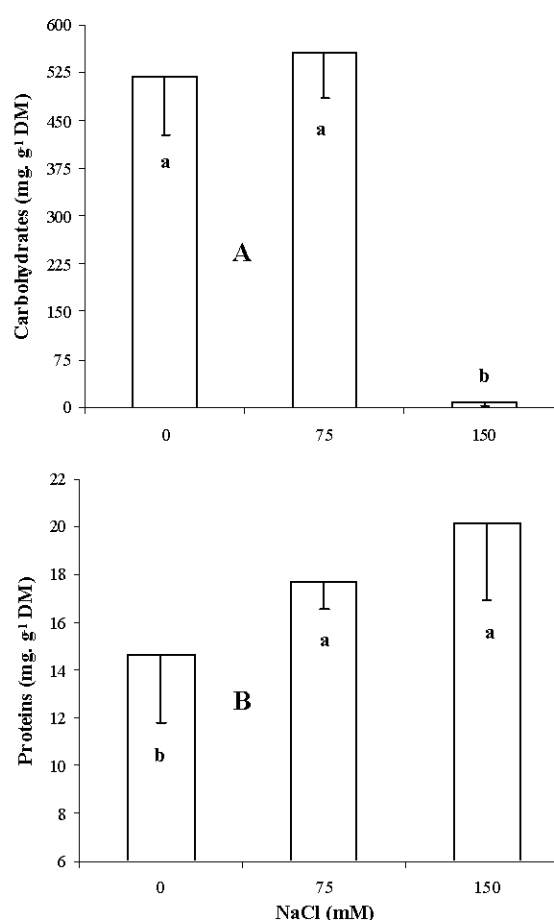 600
525
450
375
300
225
150
75
0
Carbohydrates (mg. g-1 DM)
a
a
b
A
0 75 150
22
20
18
16
14
12
10
8
6
Proteins (mg. g-1 DM)
b
a
a
B
0 75 150
NaCl (mM)